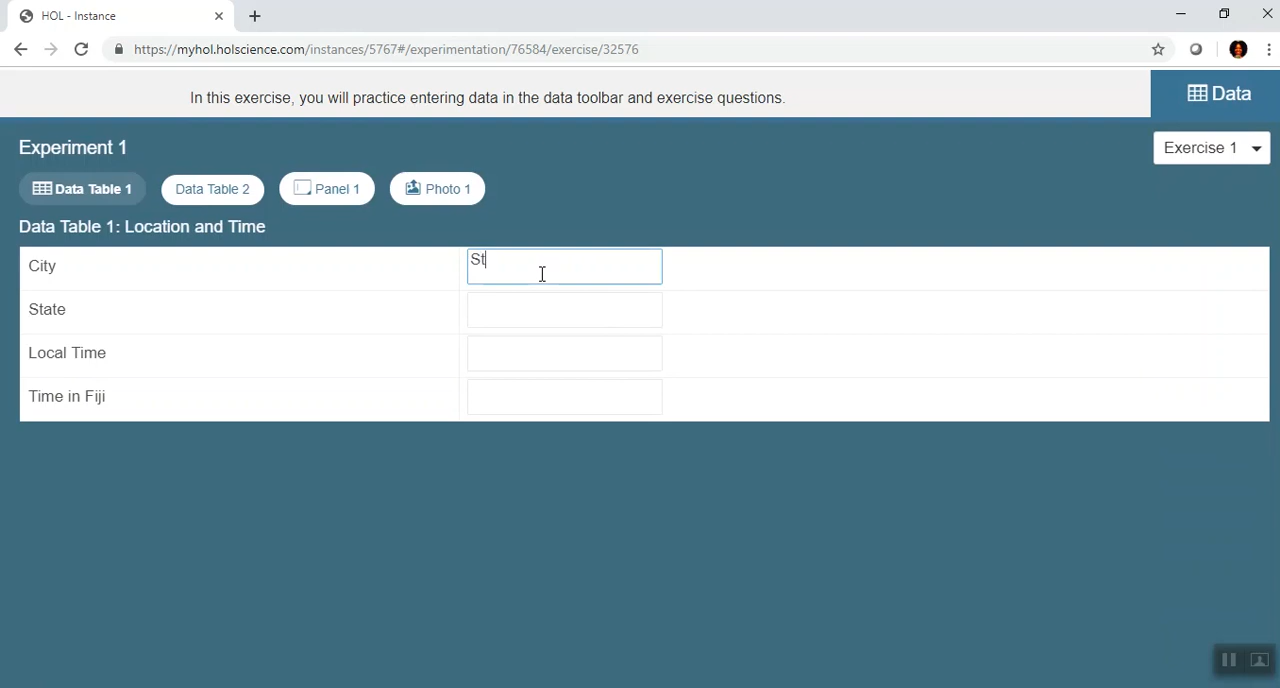 HOL - Instance
https://myhol.holscience.com/instances/5767#/experimentation/76584/exercise/32576
In this exercise, you will practice entering data in the data toolbar and exercise questions.
Data
Experiment 1
Exercise 1
Data Table 1
Data Table 2
Panel 1
Photo 1
Data Table 1: Location and Time
City
St
State
Local Time
Time in Fiji